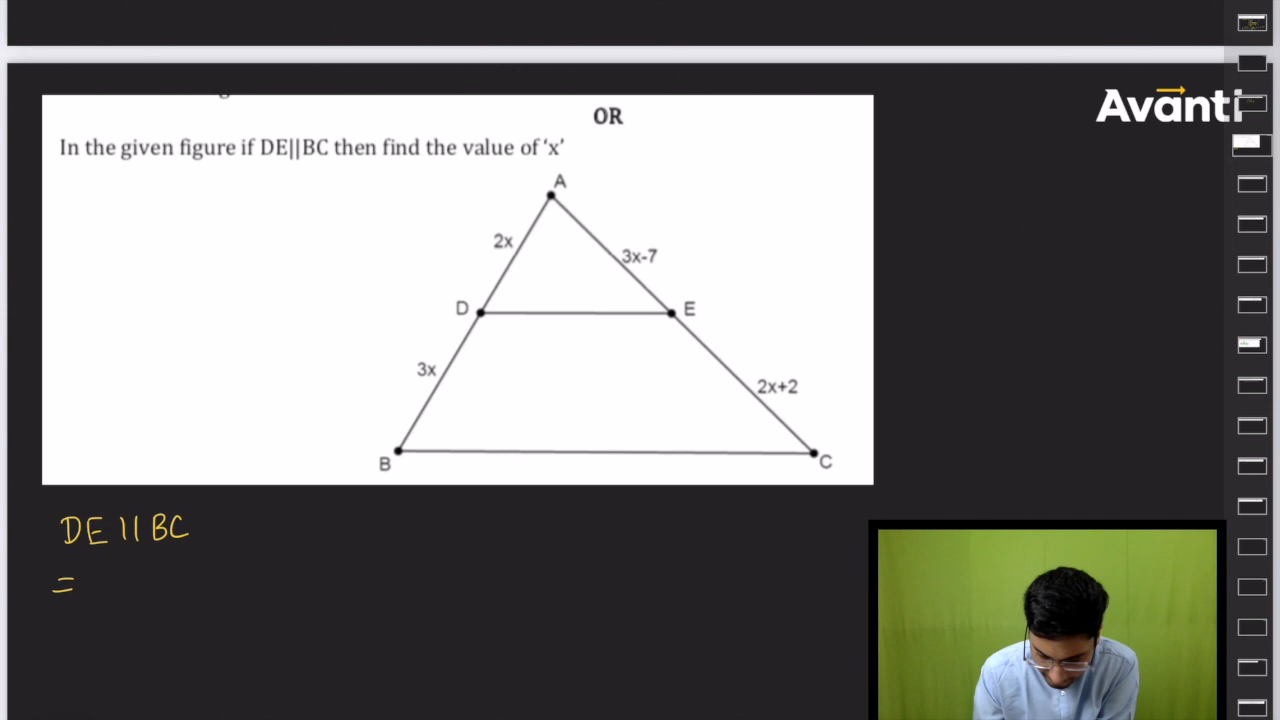 Avanti
OR
In the given figure if DE||BC then find the value of ‘x’
A
2x
3x-7
D
E
3x
2x+2
B
C
DE || BC
=